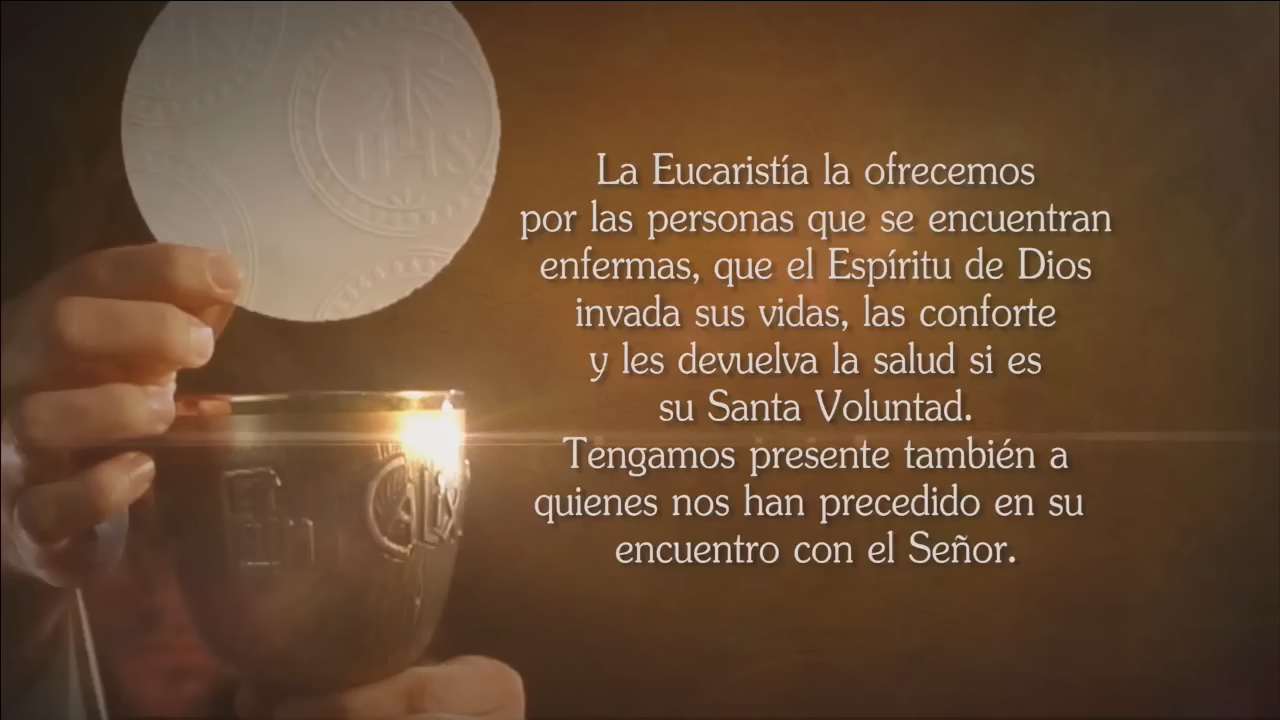 IHS
La Eucaristía la ofrecemos
por las personas que se encuentran
enfermas, que el Espíritu de Dios
invada sus vidas, las conforte
y les devuelva la salud si es
su Santa Voluntad.
Tengamos presente también a
quienes nos han precedido en su
encuentro con el Señor.